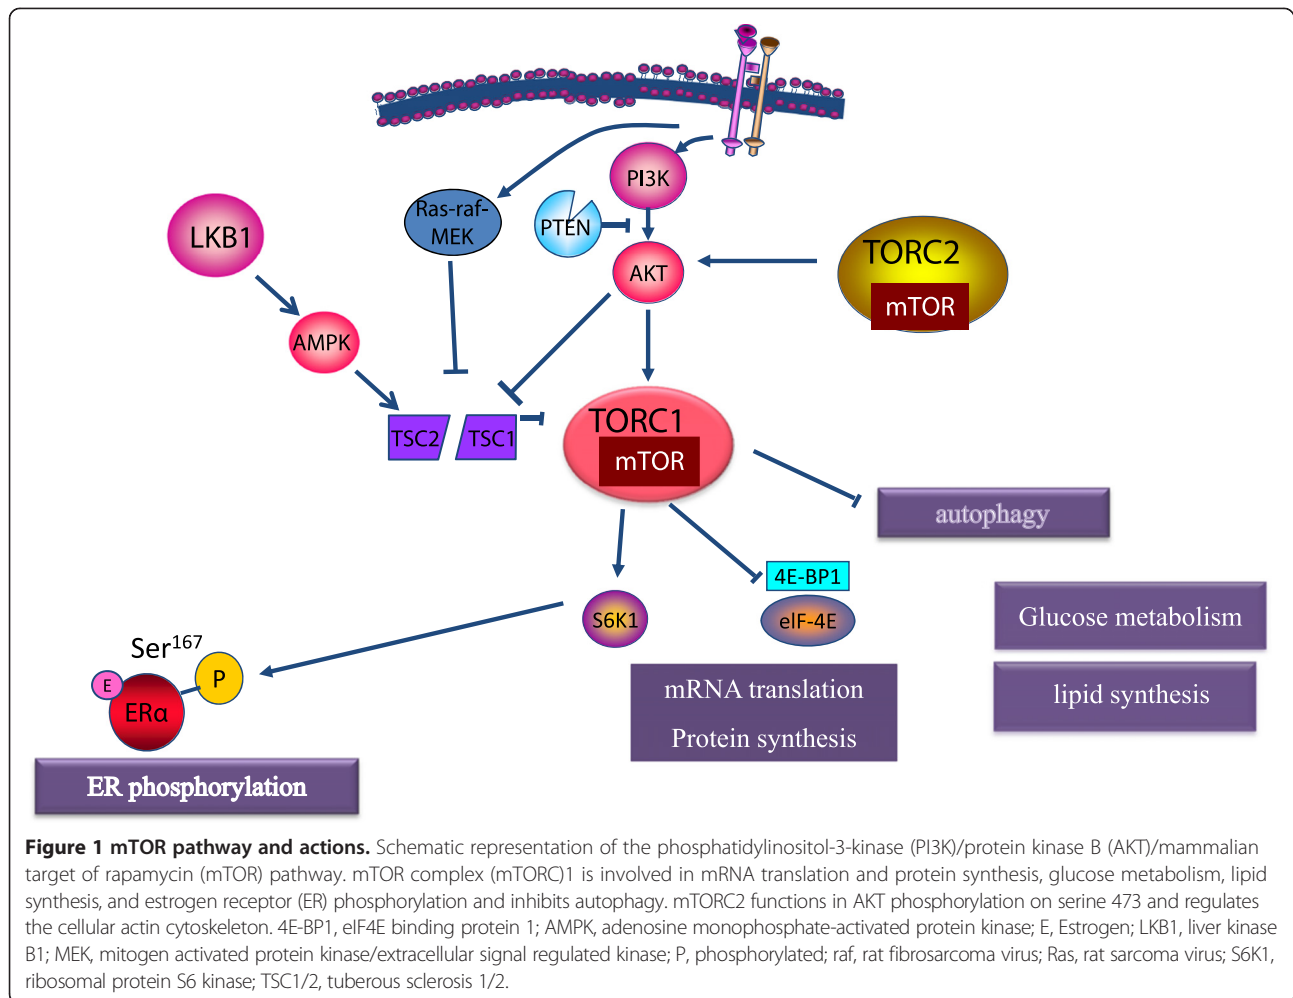 PI3K
Ras-raf-
MEK
PTEN
LKB1
AKT
TORC2
mTOR
AMPK
TSC2
TSC1
TORC1
mTOR
autophagy
4E-BP1
eIF-4E
S6K1
Glucose metabolism
lipid synthesis
Ser167
P
E
ERα
mRNA translation
Protein synthesis
ER phosphorylation
Figure 1 mTOR pathway and actions. Schematic representation of the phosphatidylinositol-3-kinase (PI3K)/protein kinase B (AKT)/mammalian
target of rapamycin (mTOR) pathway. mTOR complex (mTORC)1 is involved in mRNA translation and protein synthesis, glucose metabolism, lipid
synthesis, and estrogen receptor (ER) phosphorylation and inhibits autophagy. mTORC2 functions in AKT phosphorylation on serine 473 and regulates
the cellular actin cytoskeleton. 4E-BP1, eIF4E binding protein 1; AMPK, adenosine monophosphate-activated protein kinase; E, Estrogen; LKB1, liver kinase
B1; MEK, mitogen activated protein kinase/extracellular signal regulated kinase; P, phosphorylated; raf, rat fibrosarcoma virus; Ras, rat sarcoma virus; S6K1,
ribosomal protein S6 kinase; TSC1/2, tuberous sclerosis 1/2.